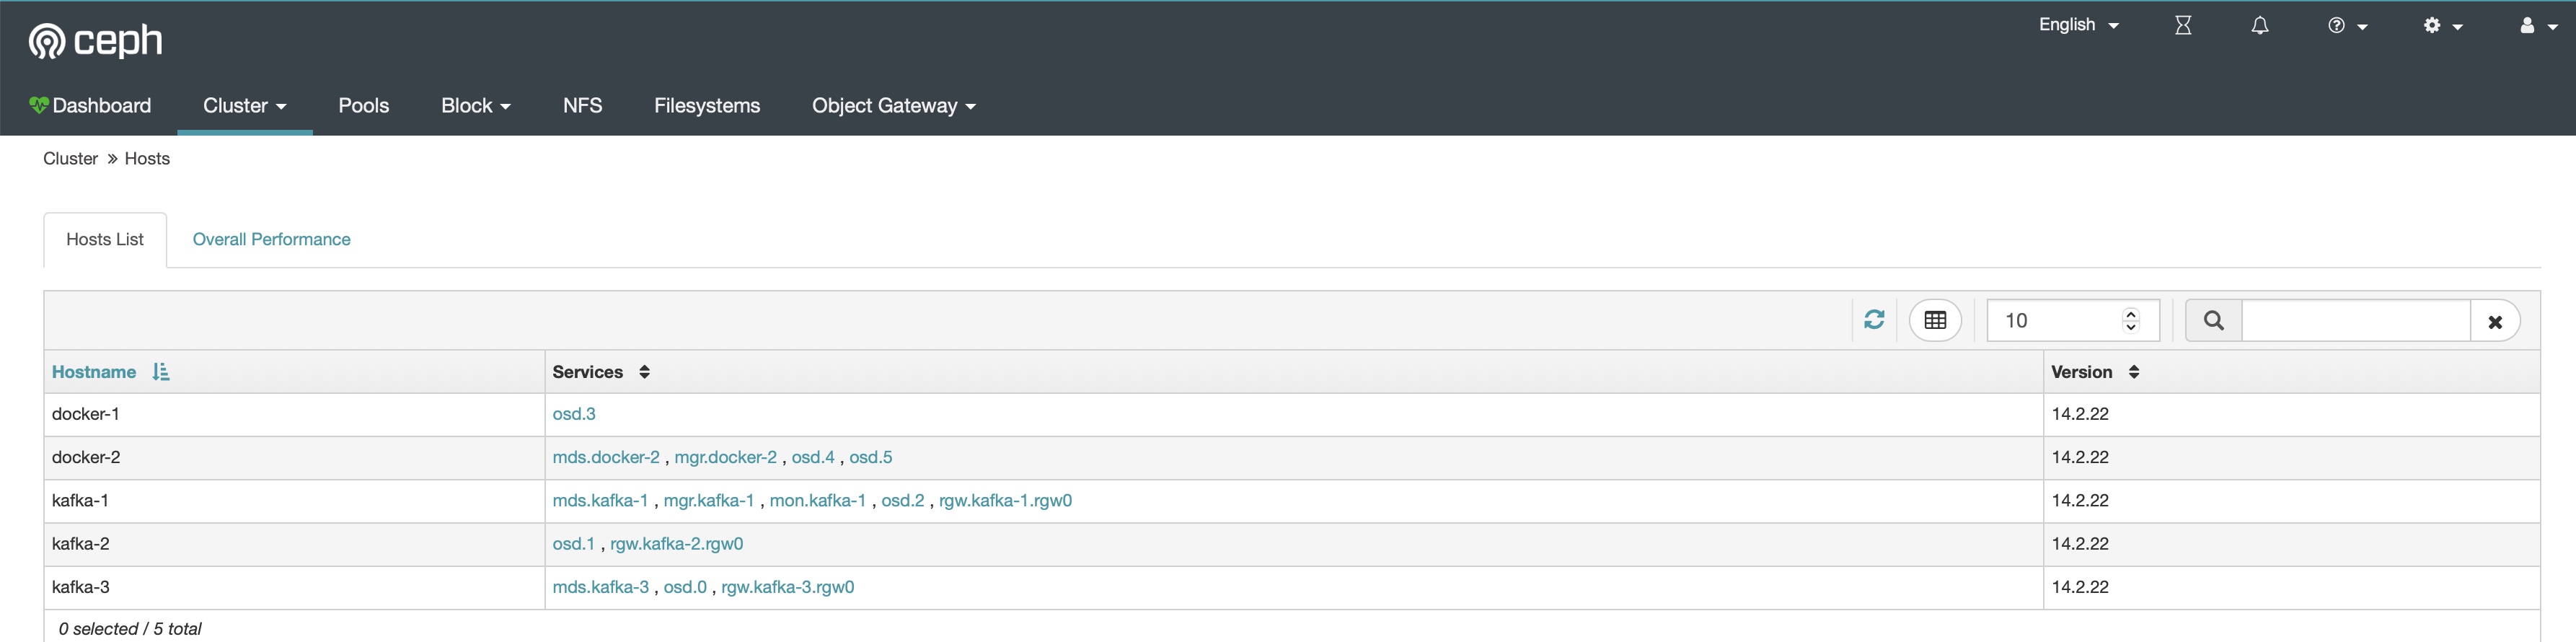 ceph
English
Dashboard Cluster Pools Block NFS Filesystems Object Gateway
Cluster » Hosts
Hosts List Overall Performance
10
Hostname Services Version
docker-1 osd.3 14.2.22
docker-2 mds.docker-2 , mgr.docker-2 , osd.4 , osd.5 14.2.22
kafka-1 mds.kafka-1 , mgr.kafka-1 , mon.kafka-1 , osd.2 , rgw.kafka-1.rgw0 14.2.22
kafka-2 osd.1 , rgw.kafka-2.rgw0 14.2.22
kafka-3 mds.kafka-3 , osd.0 , rgw.kafka-3.rgw0 14.2.22
0 selected / 5 total